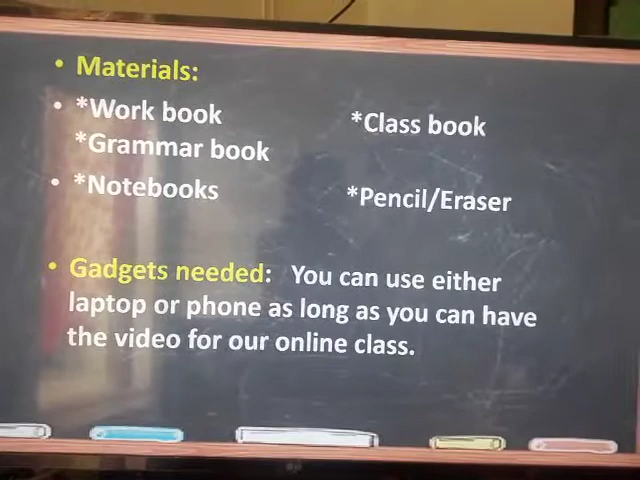 • Materials:
• *Work book *Class book
*Grammar book
• *Notebooks *Pencil/Eraser
• Gadgets needed: You can use either
laptop or phone as long as you can have
the video for our online class.